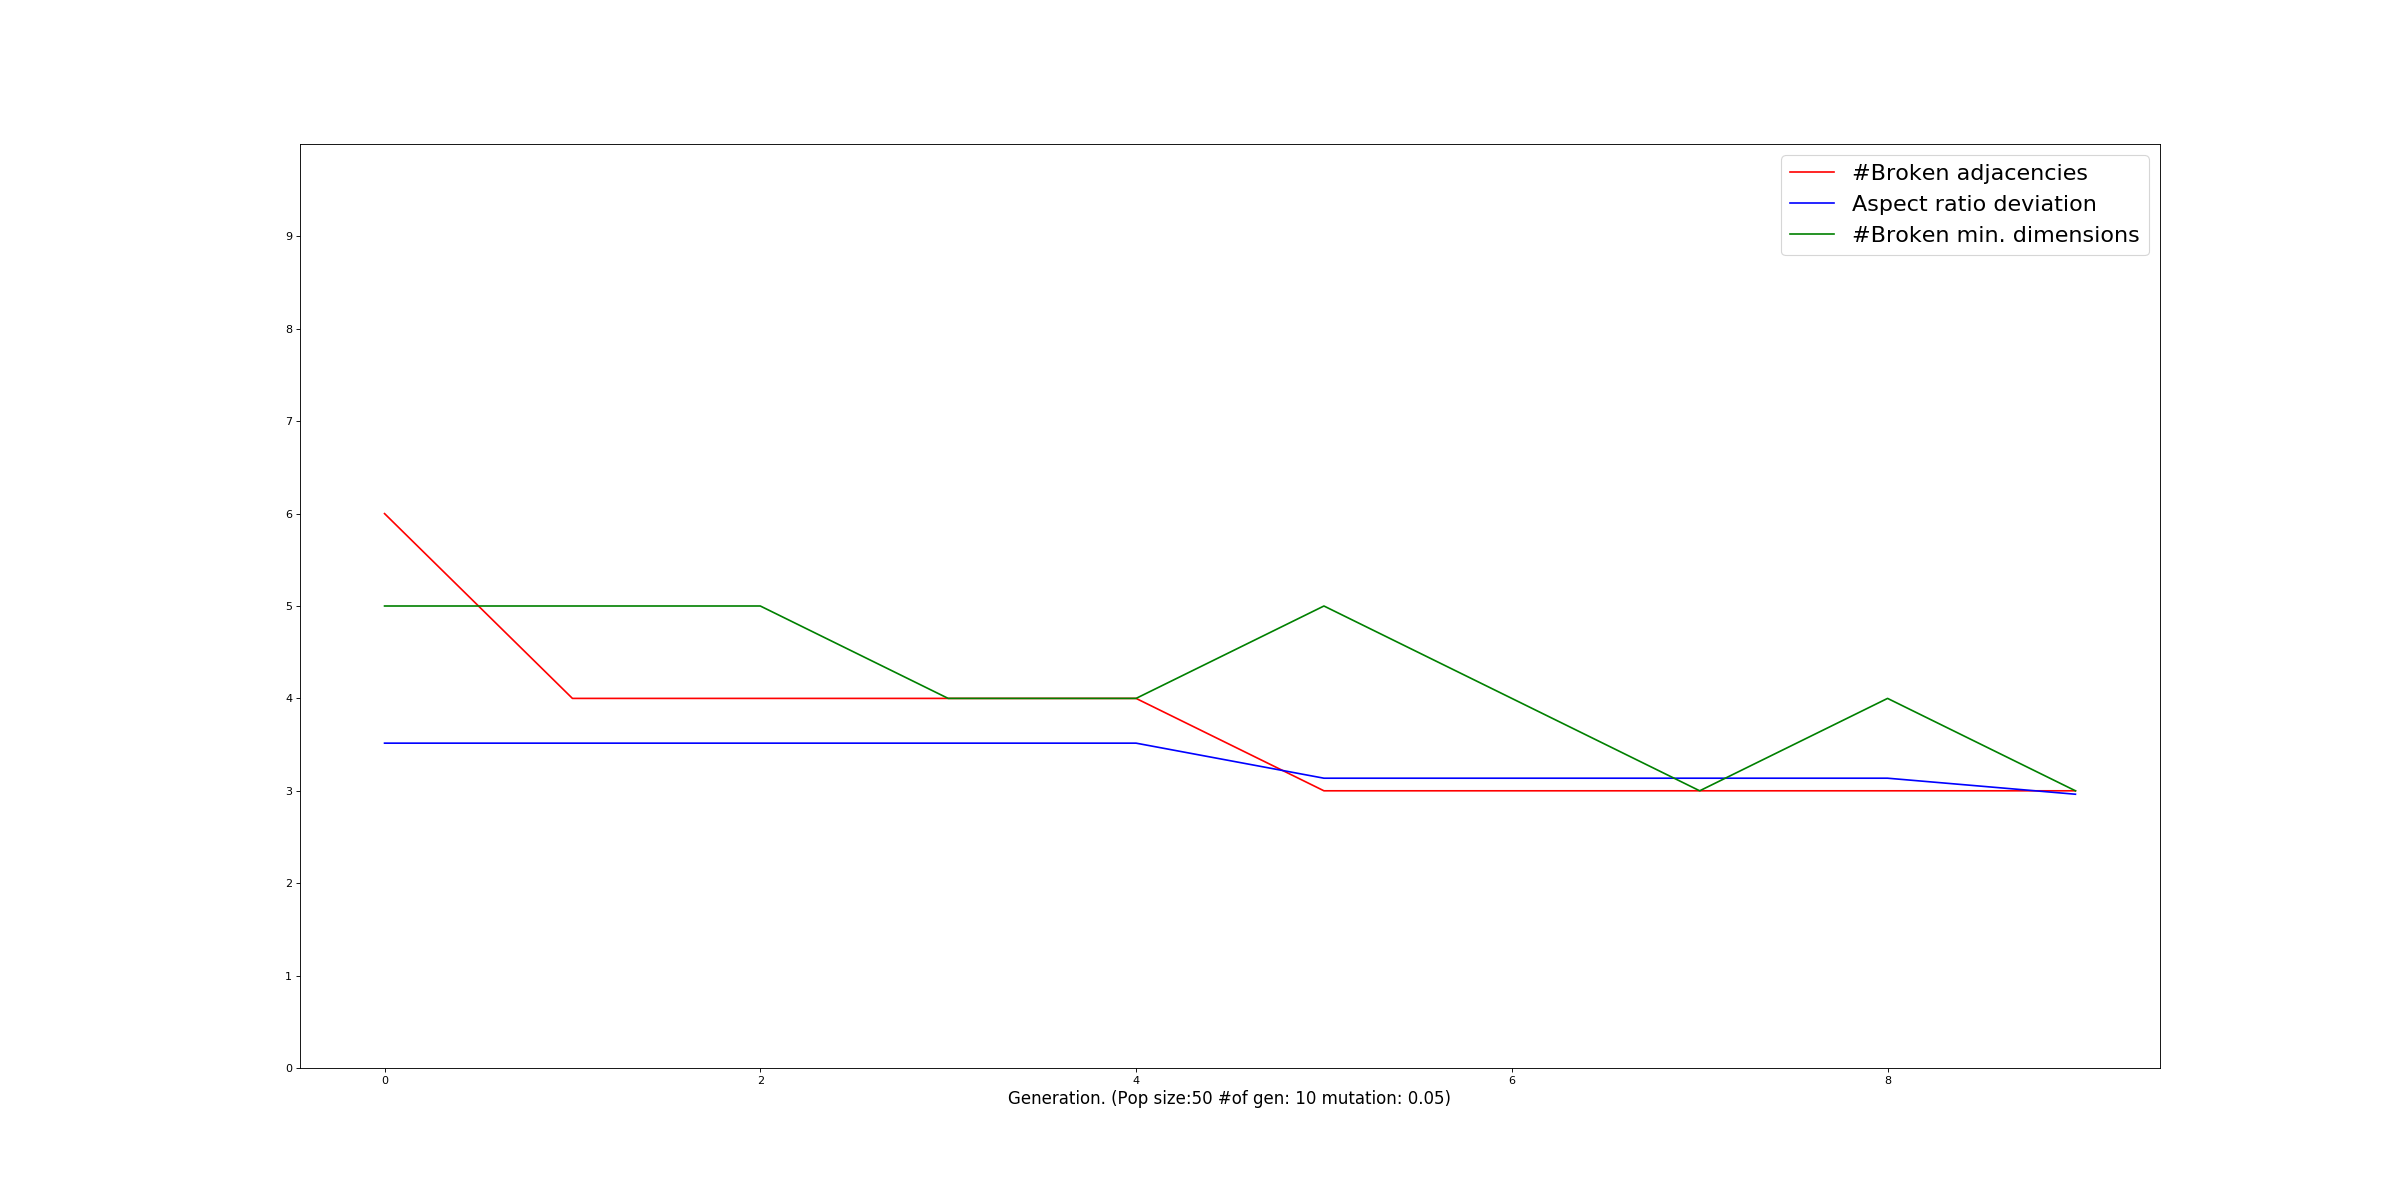 #Broken adjacencies
Aspect ratio deviation
#Broken min. dimensions
9
8
7
6
5
4
3
2
1
0
0 2 4 6 8
Generation. (Pop size:50 #of gen: 10 mutation: 0.05)